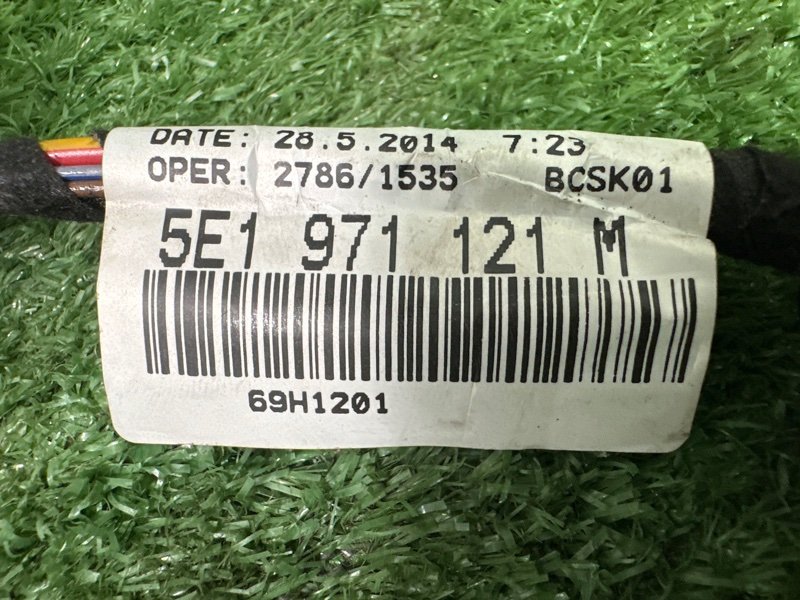 DATE: 28.5.2014 7:23
OPER: 2786/1535 BCSK01
5E1 971 121 M
69H1201